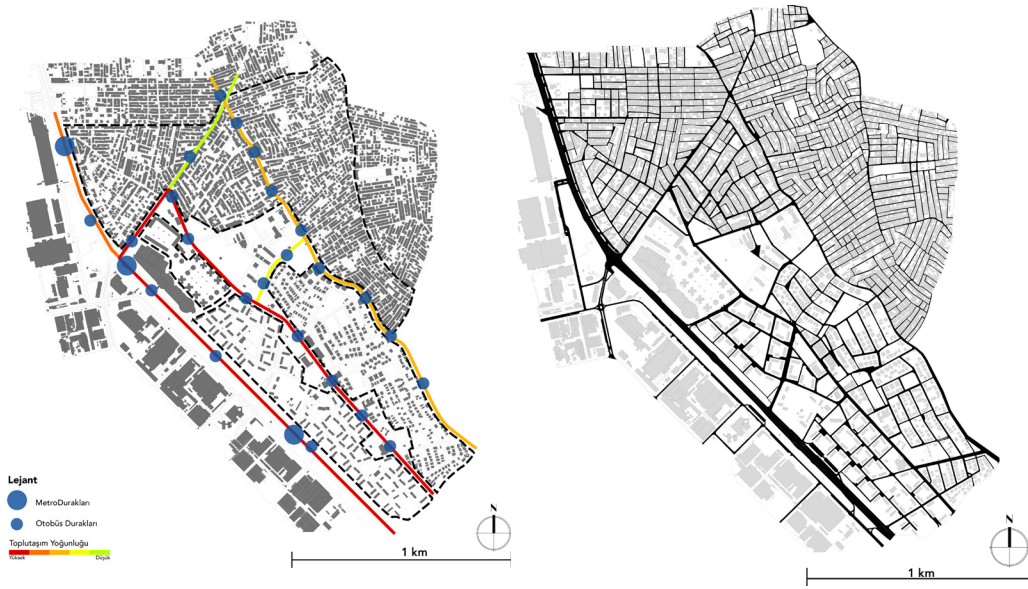 Lejant
MetroDurakları
Otobüs Durakları
Toplutaşım Yoğunluğu
Yüksek
Düşük
N
1 km
N
1 km